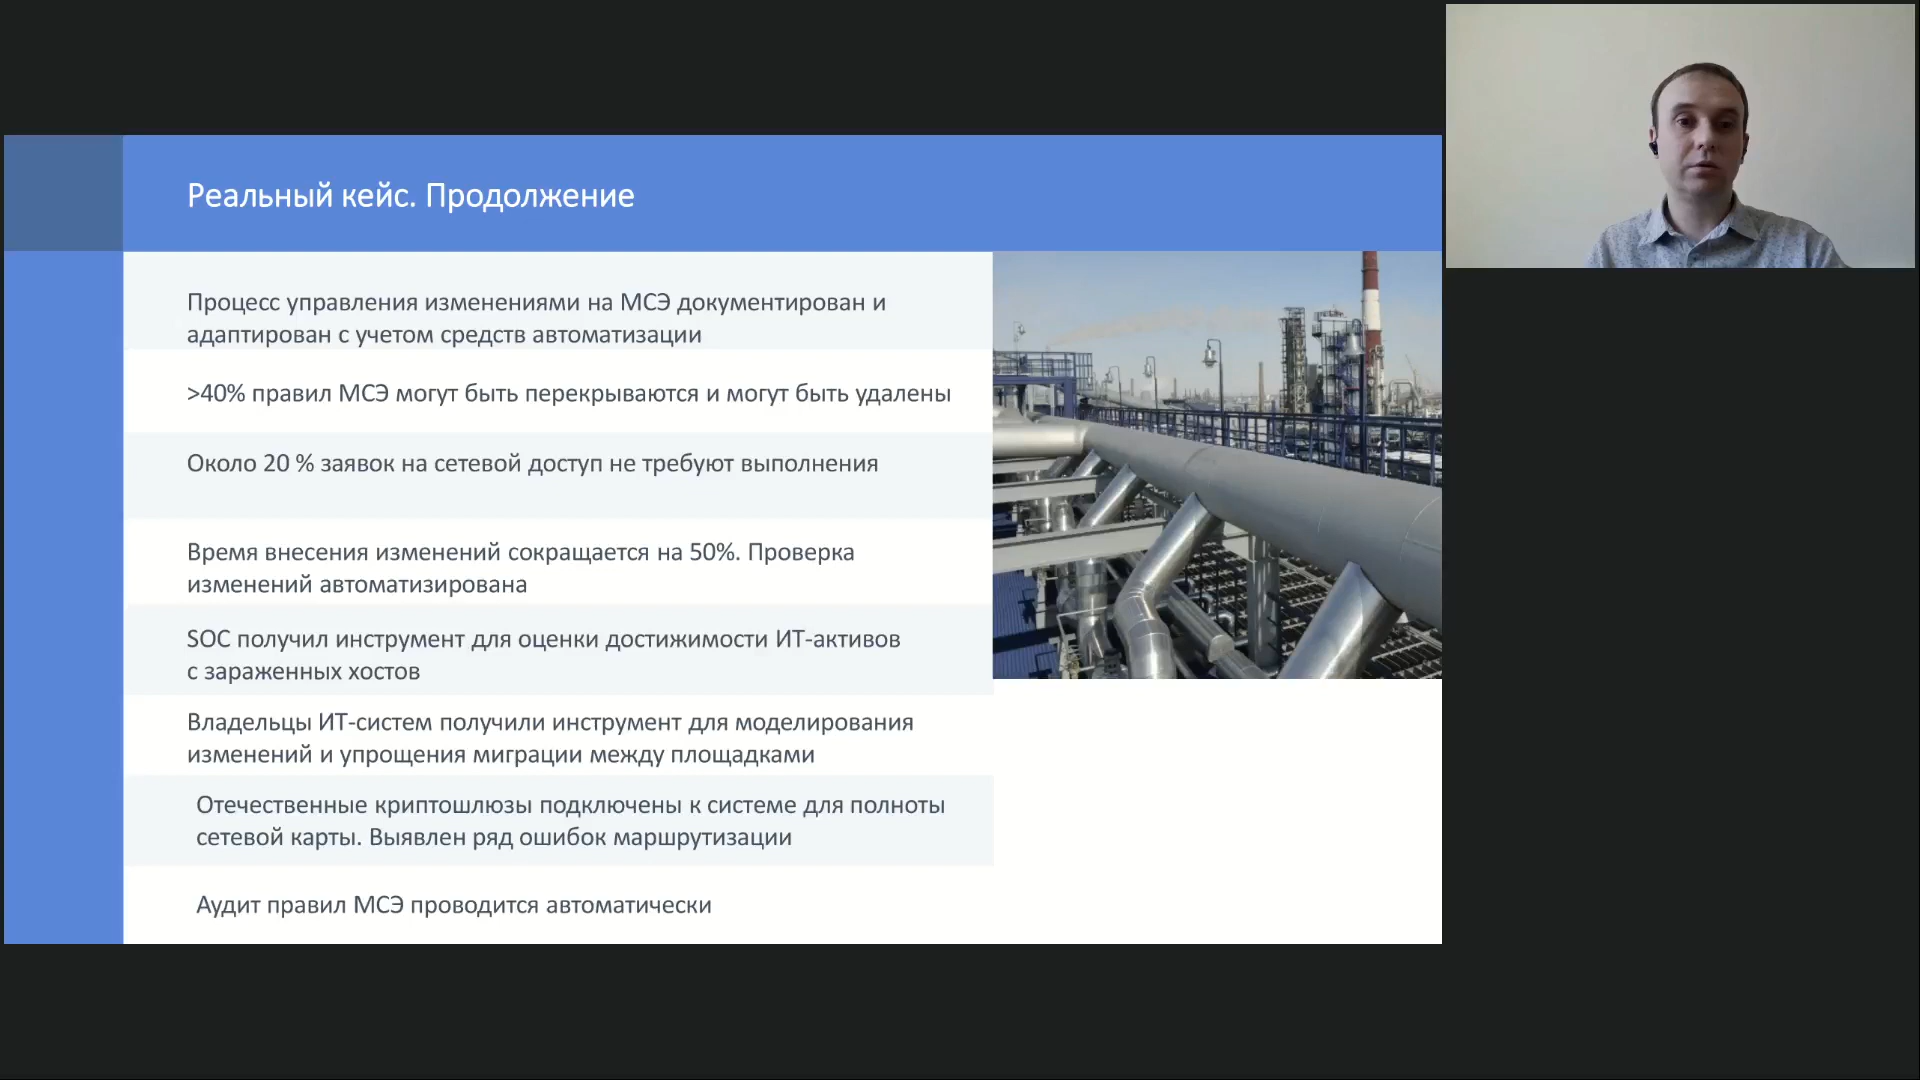 Реальный кейс. Продолжение
Процесс управления изменениями на МСЭ документирован и
адаптирован с учетом средств автоматизации
>40% правил МСЭ могут быть перекрываются и могут быть удалены
Около 20 % заявок на сетевой доступ не требуют выполнения
Время внесения изменений сокращается на 50%. Проверка
изменений автоматизирована
SOC получил инструмент для оценки достижимости ИТ-активов
с зараженных хостов
Владельцы ИТ-систем получили инструмент для моделирования
изменений и упрощения миграции между площадками
Отечественные криптошлюзы подключены к системе для полноты
сетевой карты. Выявлен ряд ошибок маршрутизации
Аудит правил МСЭ проводится автоматически